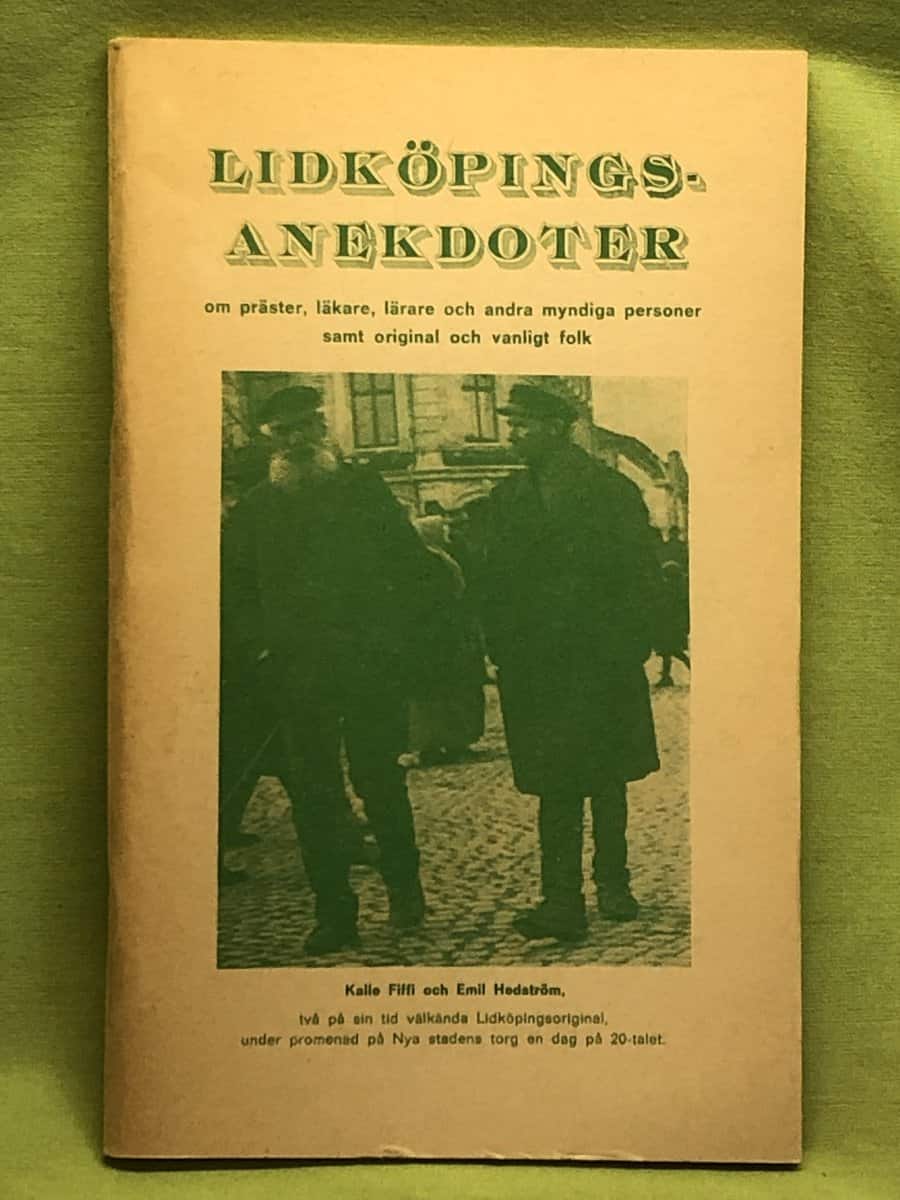 LIDKÖPINGS-
ANEKDOTER
om präster, läkare, lärare och andra myndiga personer
samt original och vanligt folk
Kalle Fiffi och Emil Hedström,
två på sin tid välkända Lidköpingsoriginal,
under promenad på Nya stadens torg en dag på 20-talet.